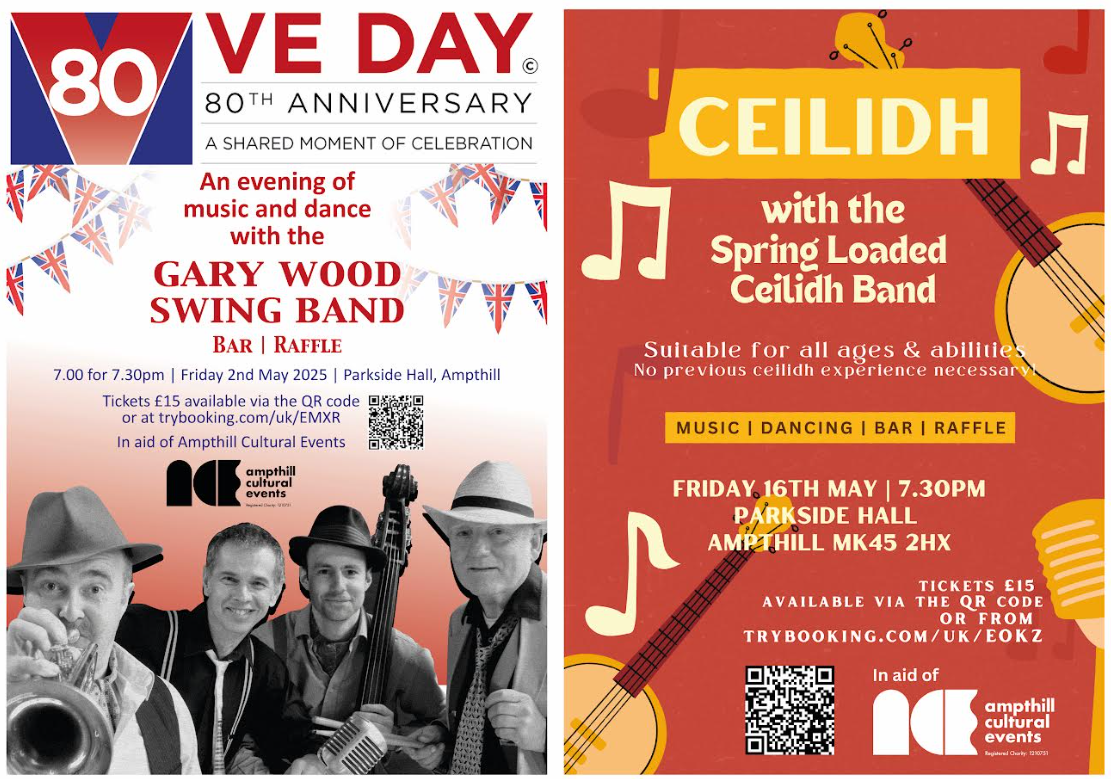 80
VE DAY ©
80TH ANNIVERSARY
A SHARED MOMENT OF CELEBRATION
An evening of
music and dance
with the
GARY WOOD
SWING BAND
BAR | RAFFLE
7.00 for 7.30pm | Friday 2nd May 2025 | Parkside Hall, Ampthill
Tickets £15 available via the QR code
or at trybooking.com/uk/EMXR
In aid of Ampthill Cultural Events
ACE
ampthill
cultural
events
CEILIDH
with the
Spring Loaded
Ceilidh Band
Suitable for all ages & abilities
No previous ceilidh experience necessary!
MUSIC | DANCING | BAR | RAFFLE
FRIDAY 16TH MAY | 7.30PM
PARKSIDE HALL
AMPTHILL MK45 2HX
TICKETS £15
AVAILABLE VIA THE QR CODE
OR FROM
TRYBOOKING.COM/UK/EOKZ
In aid of
ACE
ampthill
cultural
events